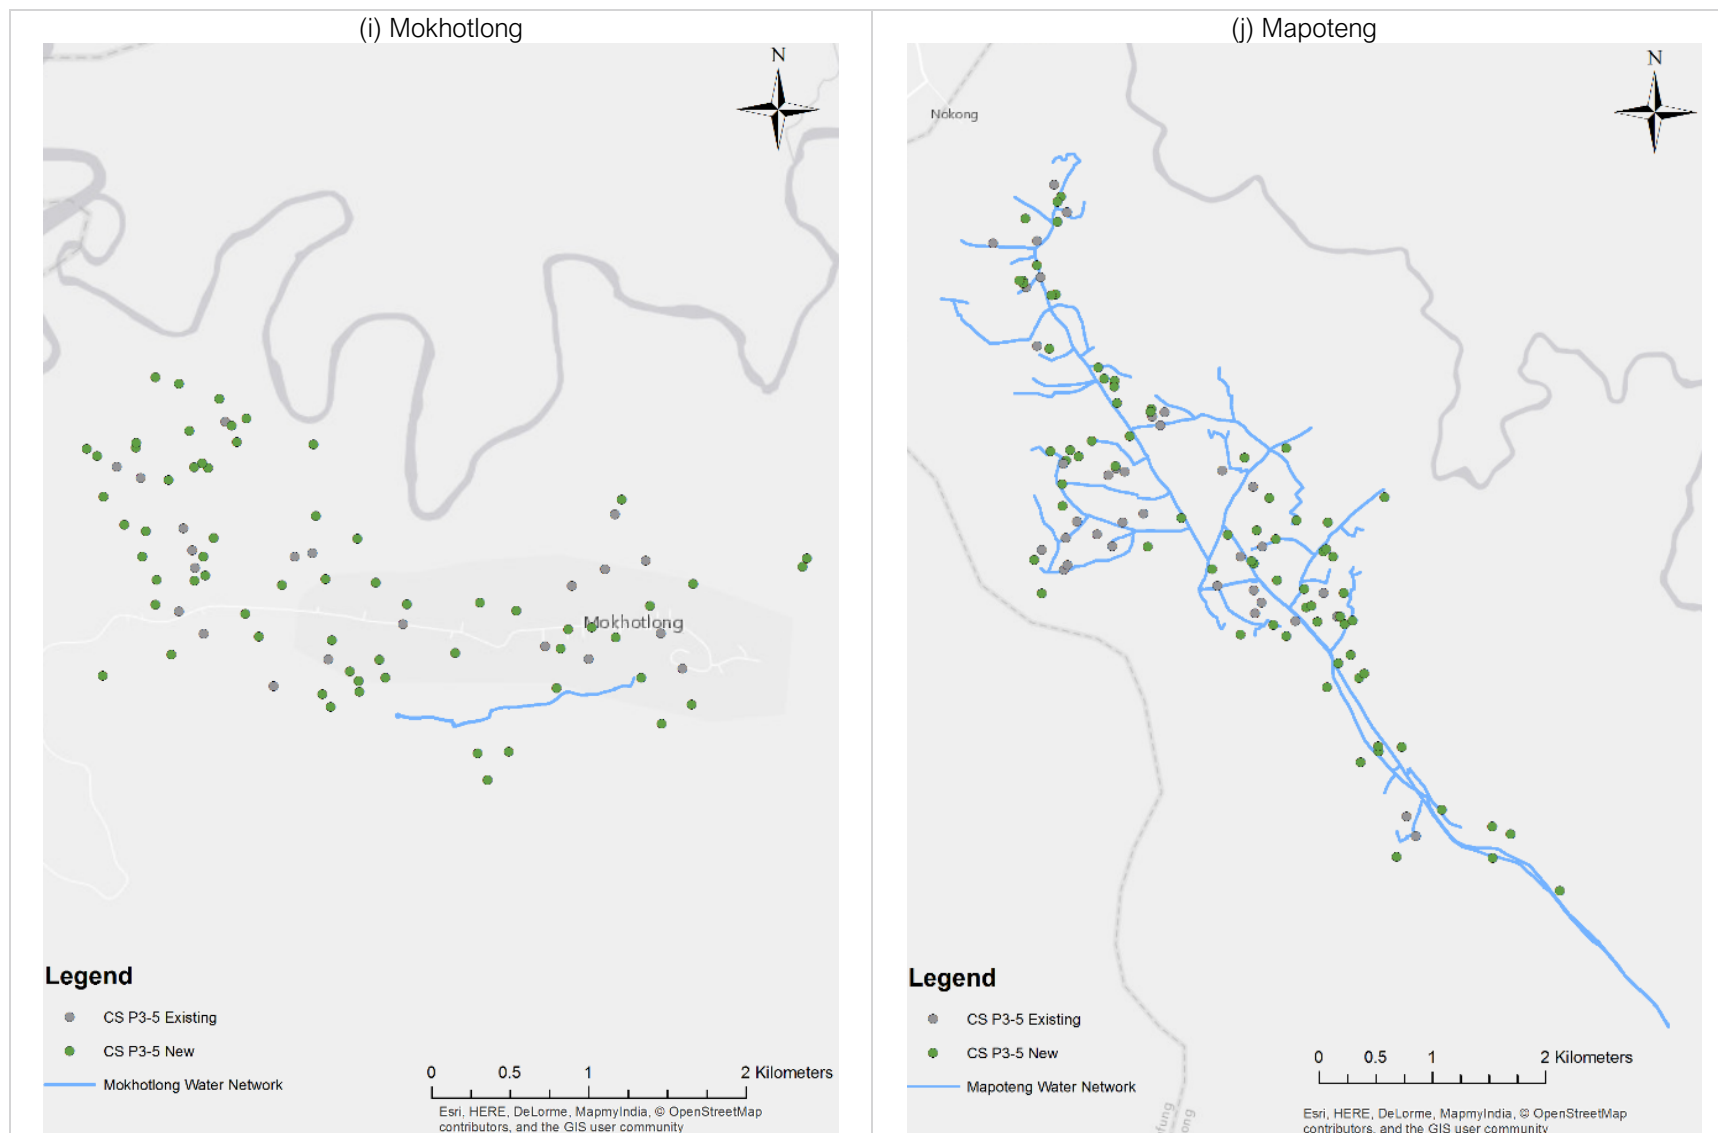 (i) Mokhotlong
N
Mokhotlong
Legend
CS P3-5 Existing
CS P3-5 New
Mokhotlong Water Network
0 0.5 1 2 Kilometers
Esri, HERE, DeLorme, MapmyIndia, © OpenStreetMap
contributors, and the GIS user community
(j) Mapoteng
N
Nokong
Legend
CS P3-5 Existing
CS P3-5 New
Mapoteng Water Network
0 0.5 1 2 Kilometers
Esri, HERE, DeLorme, MapmyIndia, © OpenStreetMap
contributors, and the GIS user community